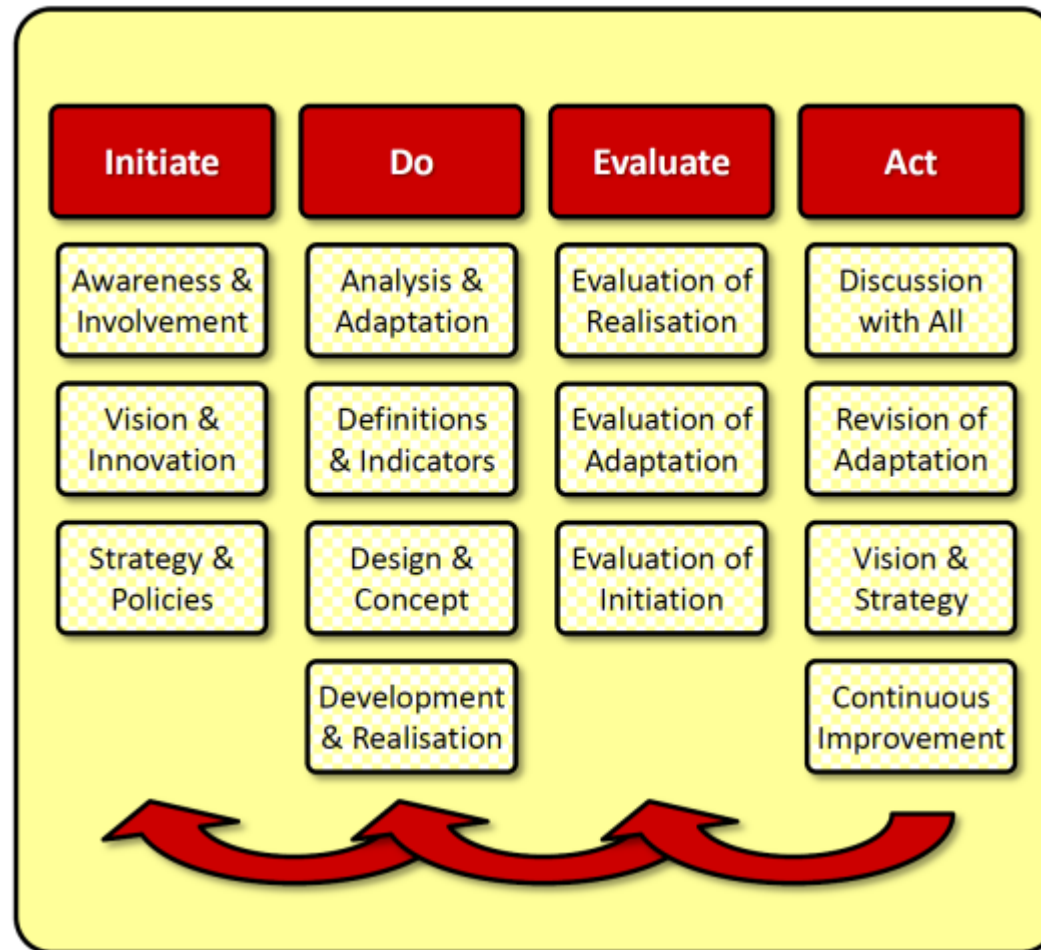 Initiate
Do
Evaluate
Act
Awareness &
Involvement
Analysis &
Adaptation
Evaluation of
Realisation
Discussion
with All
Vision &
Innovation
Definitions
& Indicators
Evaluation of
Adaptation
Revision of
Adaptation
Strategy &
Policies
Design &
Concept
Evaluation of
Initiation
Vision &
Strategy
Development
& Realisation
Continuous
Improvement